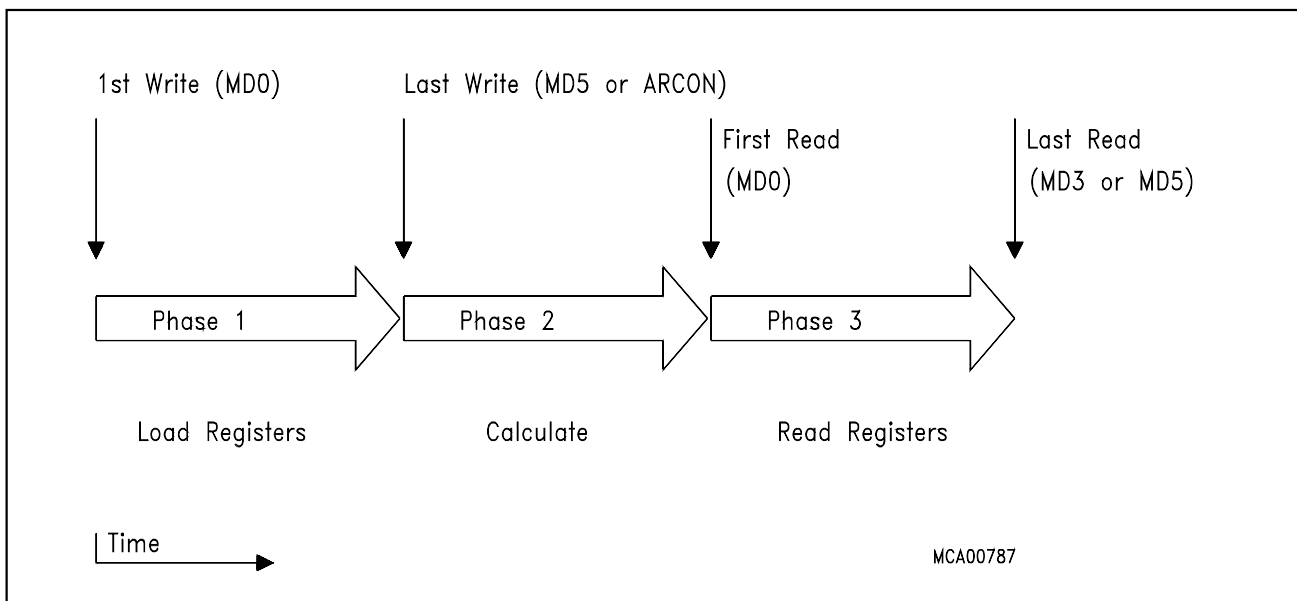 1st Write (MD0)
Last Write (MD5 or ARCON)
First Read
(MD0)
Last Read
(MD3 or MD5)
Phase 1
Phase 2
Phase 3
Load Registers
Calculate
Read Registers
Time
MCA00787